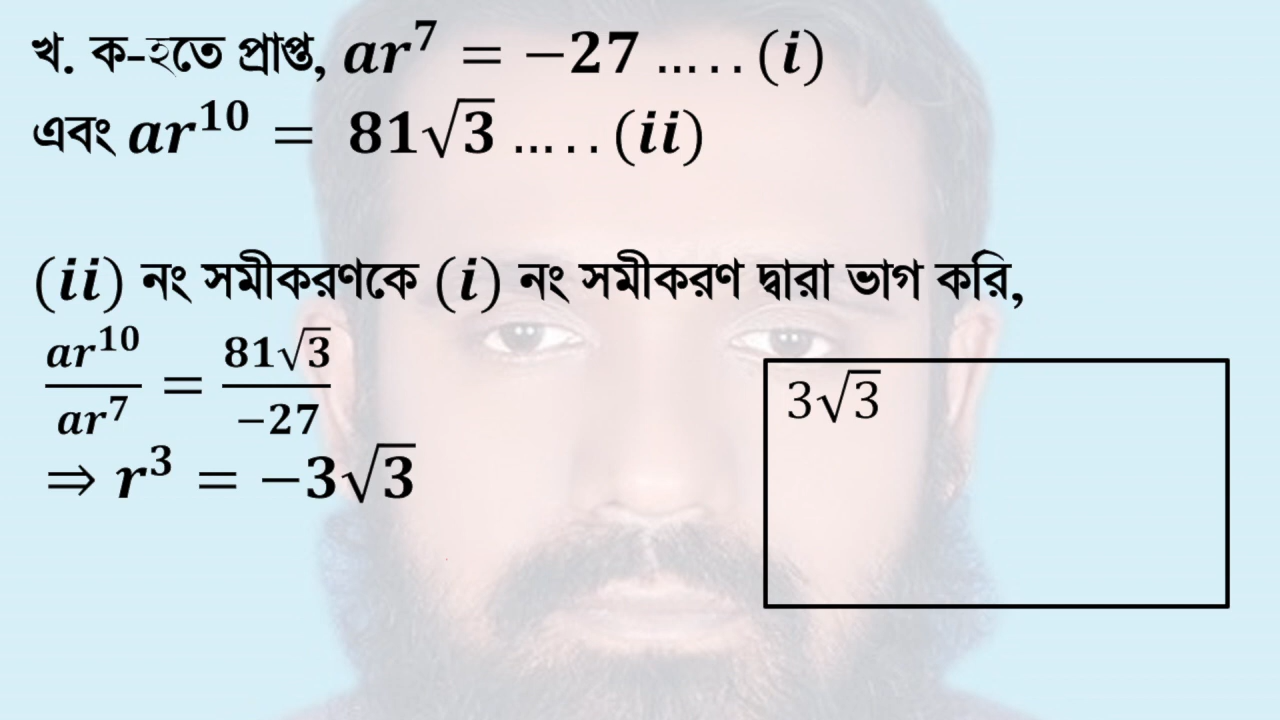 খ. ক-হতে প্রাপ্ত, ar⁷ = −27 ... . . (i)
এবং ar¹⁰ = 81√3 ... . . (ii)
(ii) নং সমীকরণকে (i) নং সমীকরণ দ্বারা ভাগ করি,
ar¹⁰/ar⁷ = 81√3/−27
⇒ r³ = −3√3
3√3